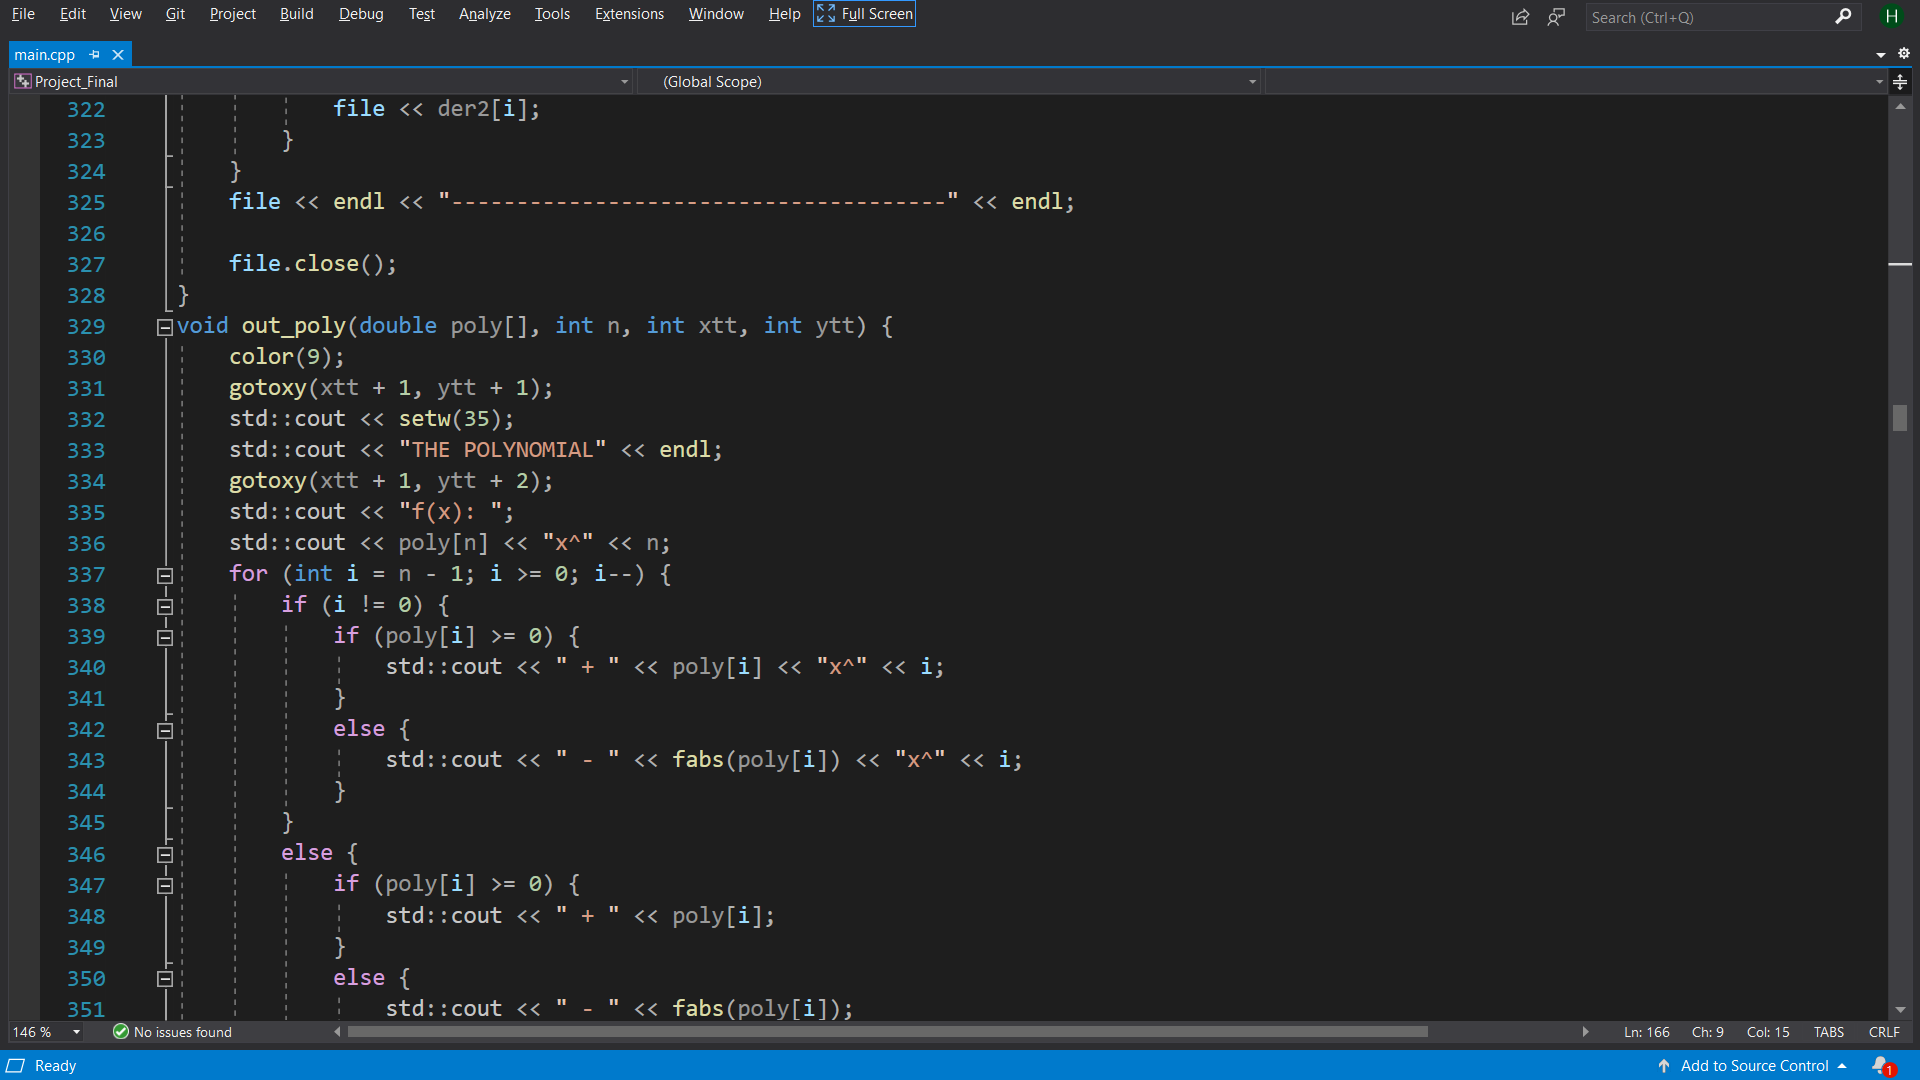 File Edit View Git Project Build Debug Test Analyze Tools Extensions Window Help Full Screen Search (Ctrl+Q) H
main.cpp
Project_Final (Global Scope)
322 file << der2[i];
323 }
324 }
325 file << endl << "--------------------------------------" << endl;
326
327 file.close();
328 }
329 void out_poly(double poly[], int n, int xtt, int ytt) {
330 color(9);
331 gotoxy(xtt + 1, ytt + 1);
332 std::cout << setw(35);
333 std::cout << "THE POLYNOMIAL" << endl;
334 gotoxy(xtt + 1, ytt + 2);
335 std::cout << "f(x): ";
336 std::cout << poly[n] << "x^" << n;
337 for (int i = n - 1; i >= 0; i--) {
338 if (i != 0) {
339 if (poly[i] >= 0) {
340 std::cout << " + " << poly[i] << "x^" << i;
341 }
342 else {
343 std::cout << " - " << fabs(poly[i]) << "x^" << i;
344 }
345 }
346 else {
347 if (poly[i] >= 0) {
348 std::cout << " + " << poly[i];
349 }
350 else {
351 std::cout << " - " << fabs(poly[i]);
146 % No issues found Ln: 166 Ch: 9 Col: 15 TABS CRLF
Ready Add to Source Control 1